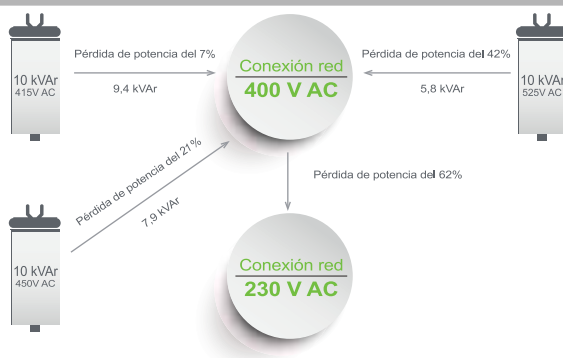 Pérdida de potencia del 7%
9,4 kVAr
10 kVAr
415V AC
Conexión red
400 V AC
Pérdida de potencia del 42%
5,8 kVAr
10 kVAr
525V AC
Pérdida de potencia del 21%
7,9 kVAr
10 kVAr
450V AC
Pérdida de potencia del 62%
Conexión red
230 V AC